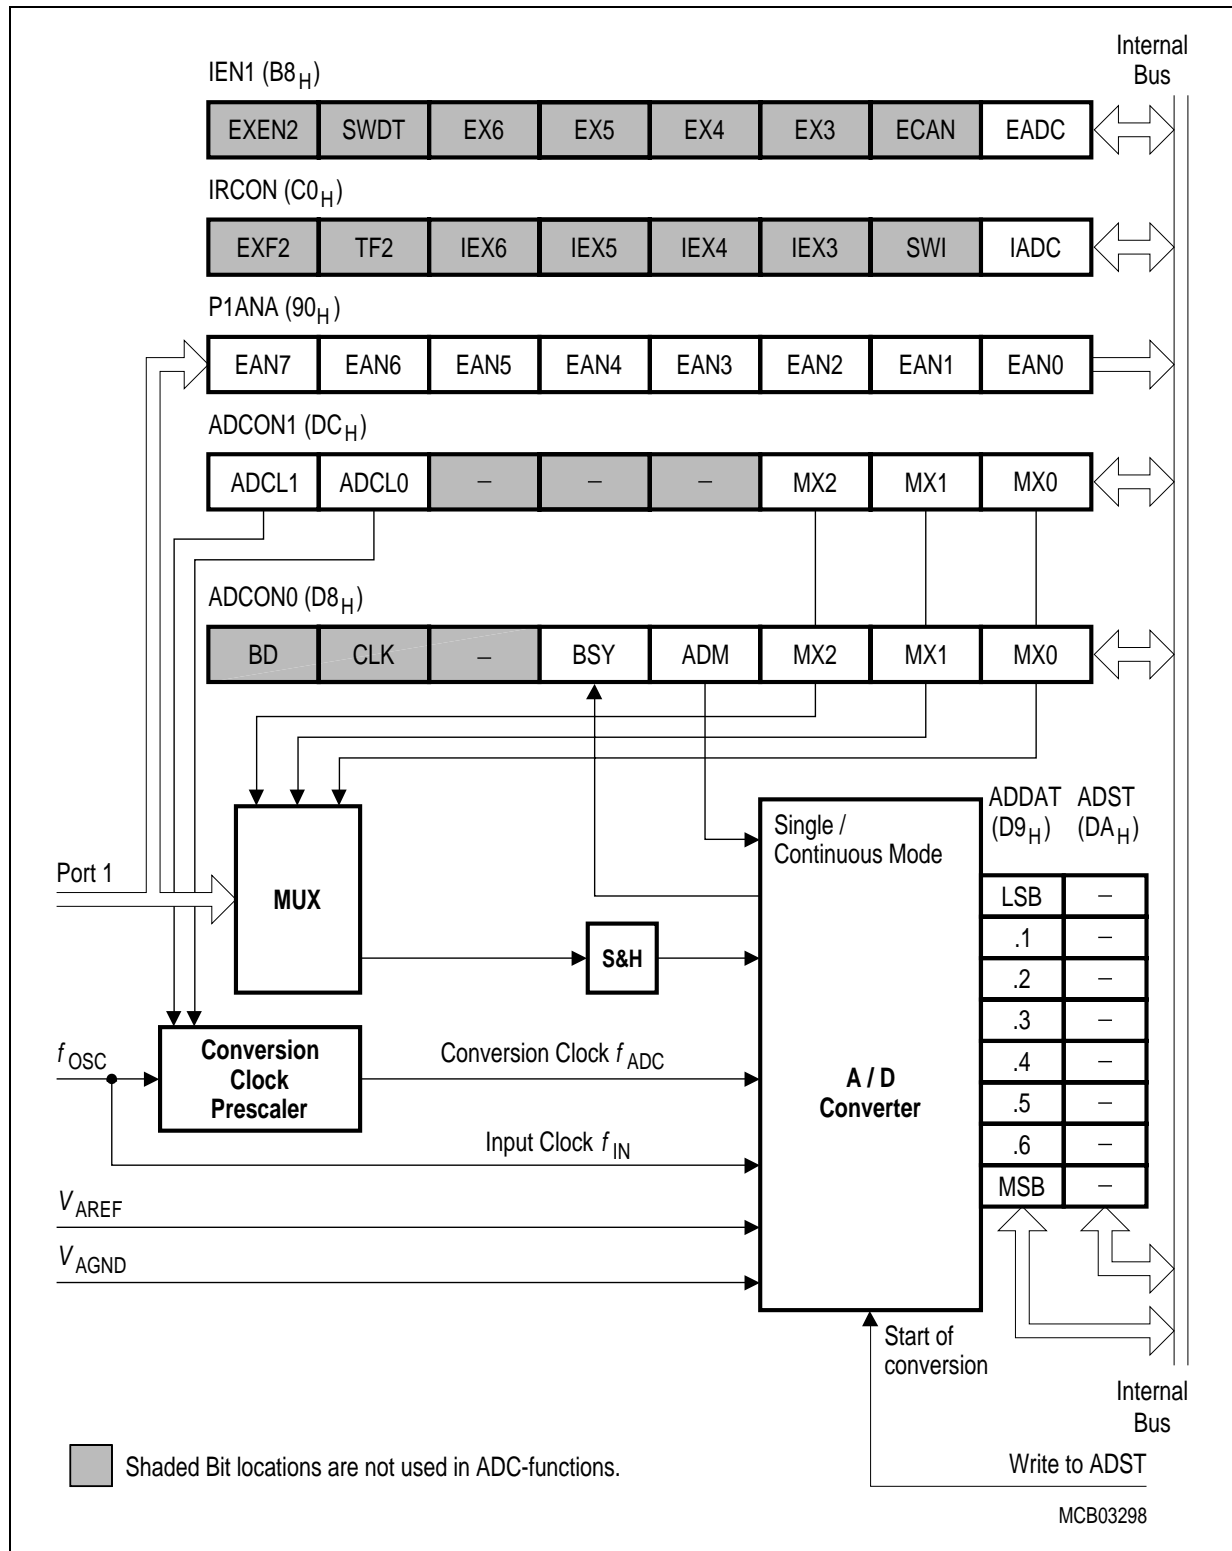 Internal
Bus
IEN1 (B8H)
EXEN2 SWDT EX6 EX5 EX4 EX3 ECAN EADC
IRCON (C0H)
EXF2 TF2 IEX6 IEX5 IEX4 IEX3 SWI IADC
P1ANA (90H)
EAN7 EAN6 EAN5 EAN4 EAN3 EAN2 EAN1 EAN0
ADCON1 (DCH)
ADCL1 ADCL0 – – – MX2 MX1 MX0
ADCON0 (D8H)
BD CLK – BSY ADM MX2 MX1 MX0
ADDAT ADST
(D9H) (DAH)
Single /
Continuous Mode
Port 1
MUX
LSB –
.1 –
S&H
.2 –
.3 –
fOSC
Conversion
Clock
Prescaler
Conversion Clock fADC
.4 –
A / D
Converter
.5 –
Input Clock fIN
.6 –
MSB –
VAREF
VAGND
Start of
conversion
Internal
Bus
Shaded Bit locations are not used in ADC-functions.
Write to ADST
MCB03298